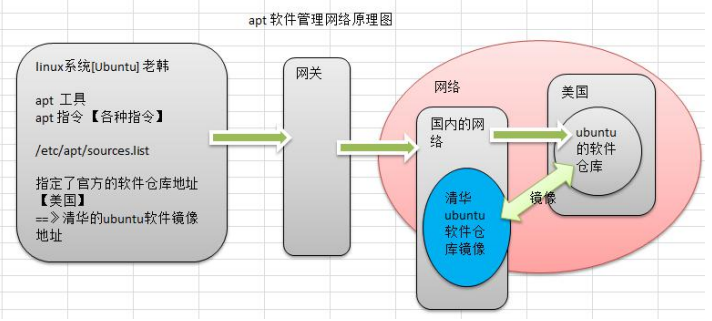 apt 软件管理网络原理图
linux系统[Ubuntu] 老韩
apt 工具
apt 指令【各种指令】
/etc/apt/sources.list
指定了官方的软件仓库地址
【美国】
==》清华的ubuntu软件镜像
地址
网关
网络
国内的网
络
清华
ubuntu
软件仓
库镜像
镜像
美国
ubuntu
的软件
仓库